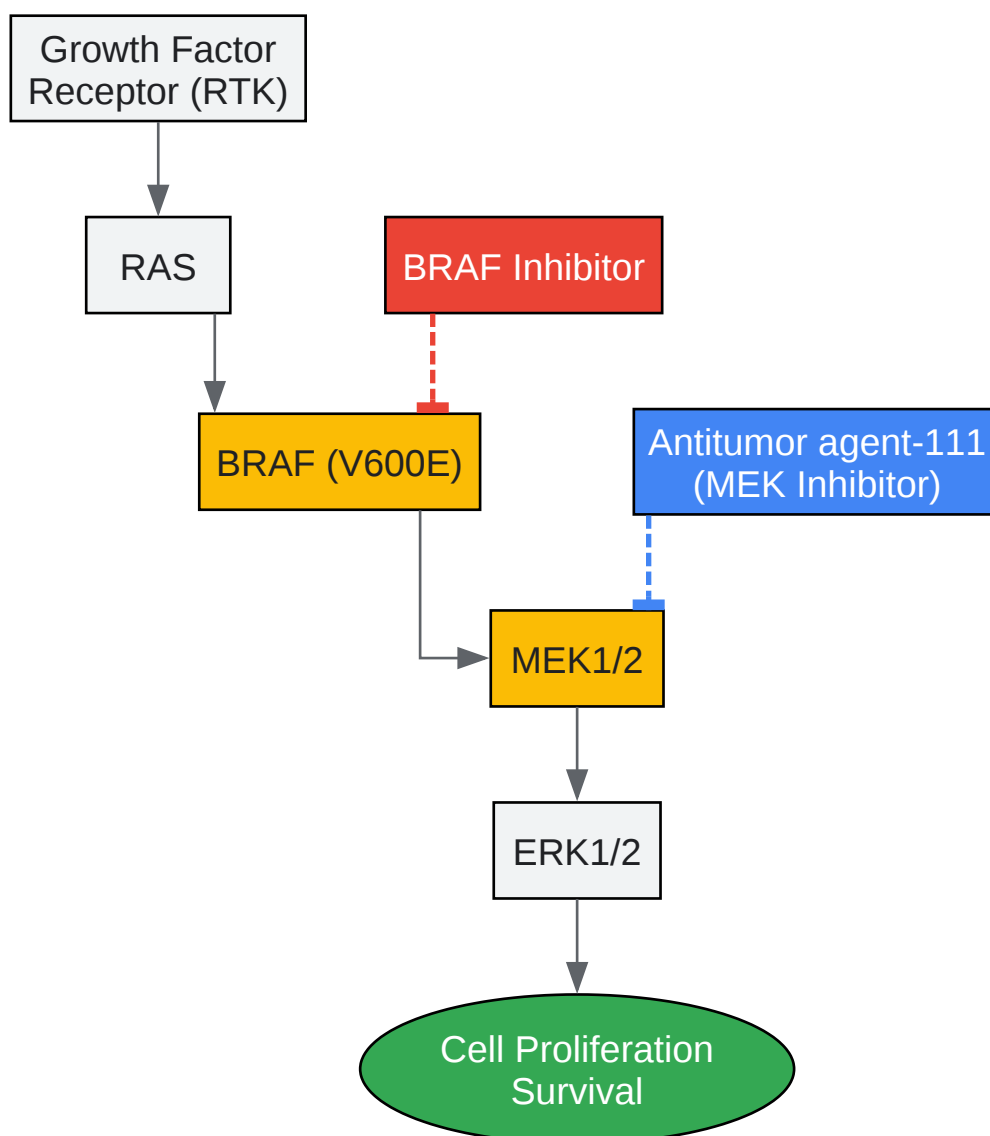 Growth Factor
Receptor (RTK)
RAS
BRAF Inhibitor
BRAF (V600E)
Antitumor agent-111
(MEK Inhibitor)
MEK1/2
ERK1/2
Cell Proliferation
Survival